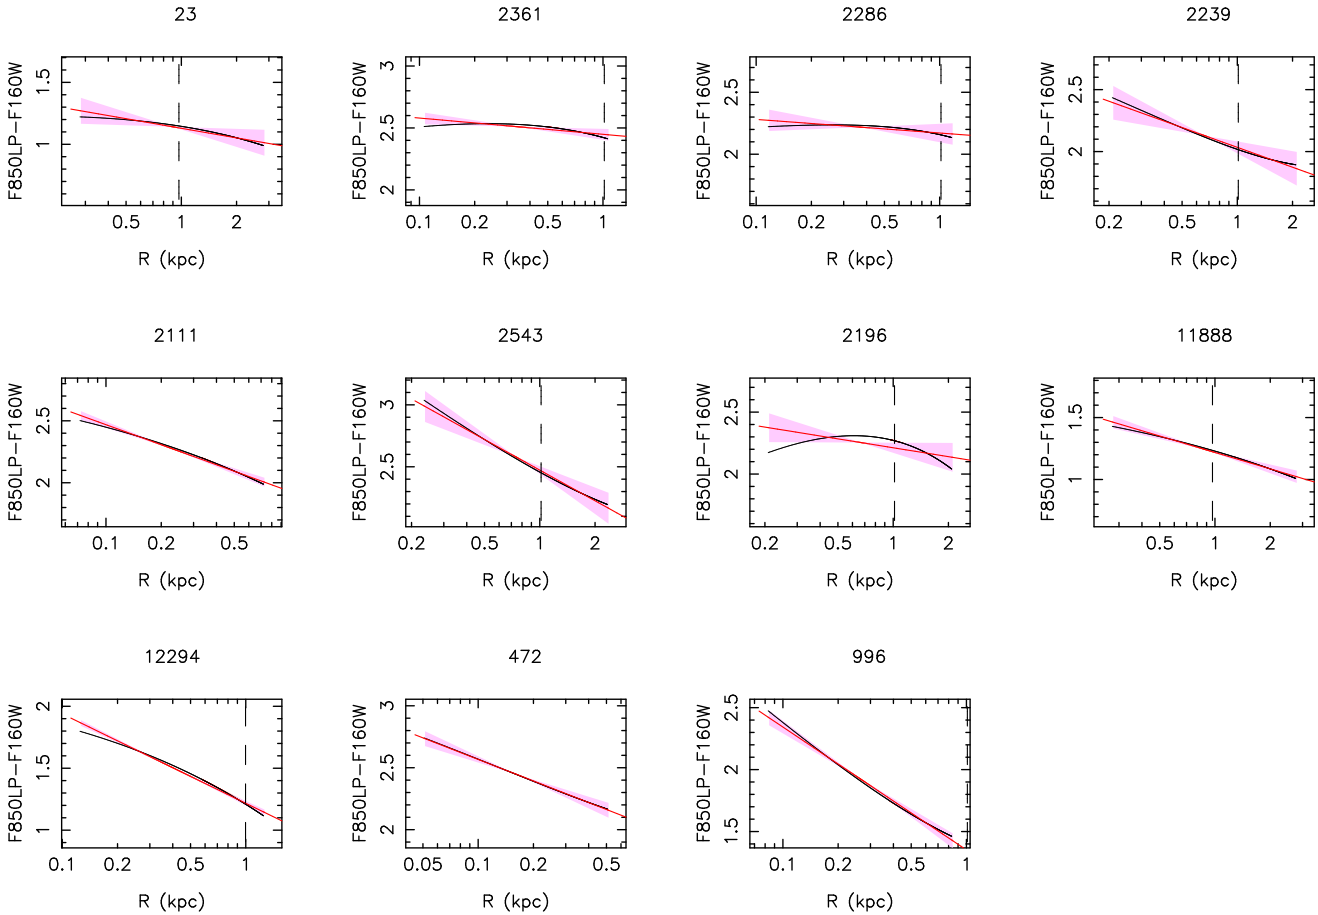 23
2361
2286
2239
F850LP−F160W
1 1.5
0.5 1 2
R (kpc)
F850LP−F160W
2 2.5 3
0.1 0.2 0.5 1
R (kpc)
F850LP−F160W
2 2.5
0.1 0.2 0.5 1
R (kpc)
F850LP−F160W
2 2.5
0.2 0.5 1 2
R (kpc)
2111
2543
2196
11888
F850LP−F160W
2 2.5
0.1 0.2 0.5
R (kpc)
F850LP−F160W
2.5 3
0.2 0.5 1 2
R (kpc)
F850LP−F160W
2 2.5
0.2 0.5 1 2
R (kpc)
F850LP−F160W
1 1.5
0.5 1 2
R (kpc)
12294
472
996
F850LP−F160W
1 1.5 2
0.1 0.2 0.5 1
R (kpc)
F850LP−F160W
2 2.5 3
0.05 0.1 0.2 0.5
R (kpc)
F850LP−F160W
1.5 2 2.5
0.1 0.2 0.5 1
R (kpc)